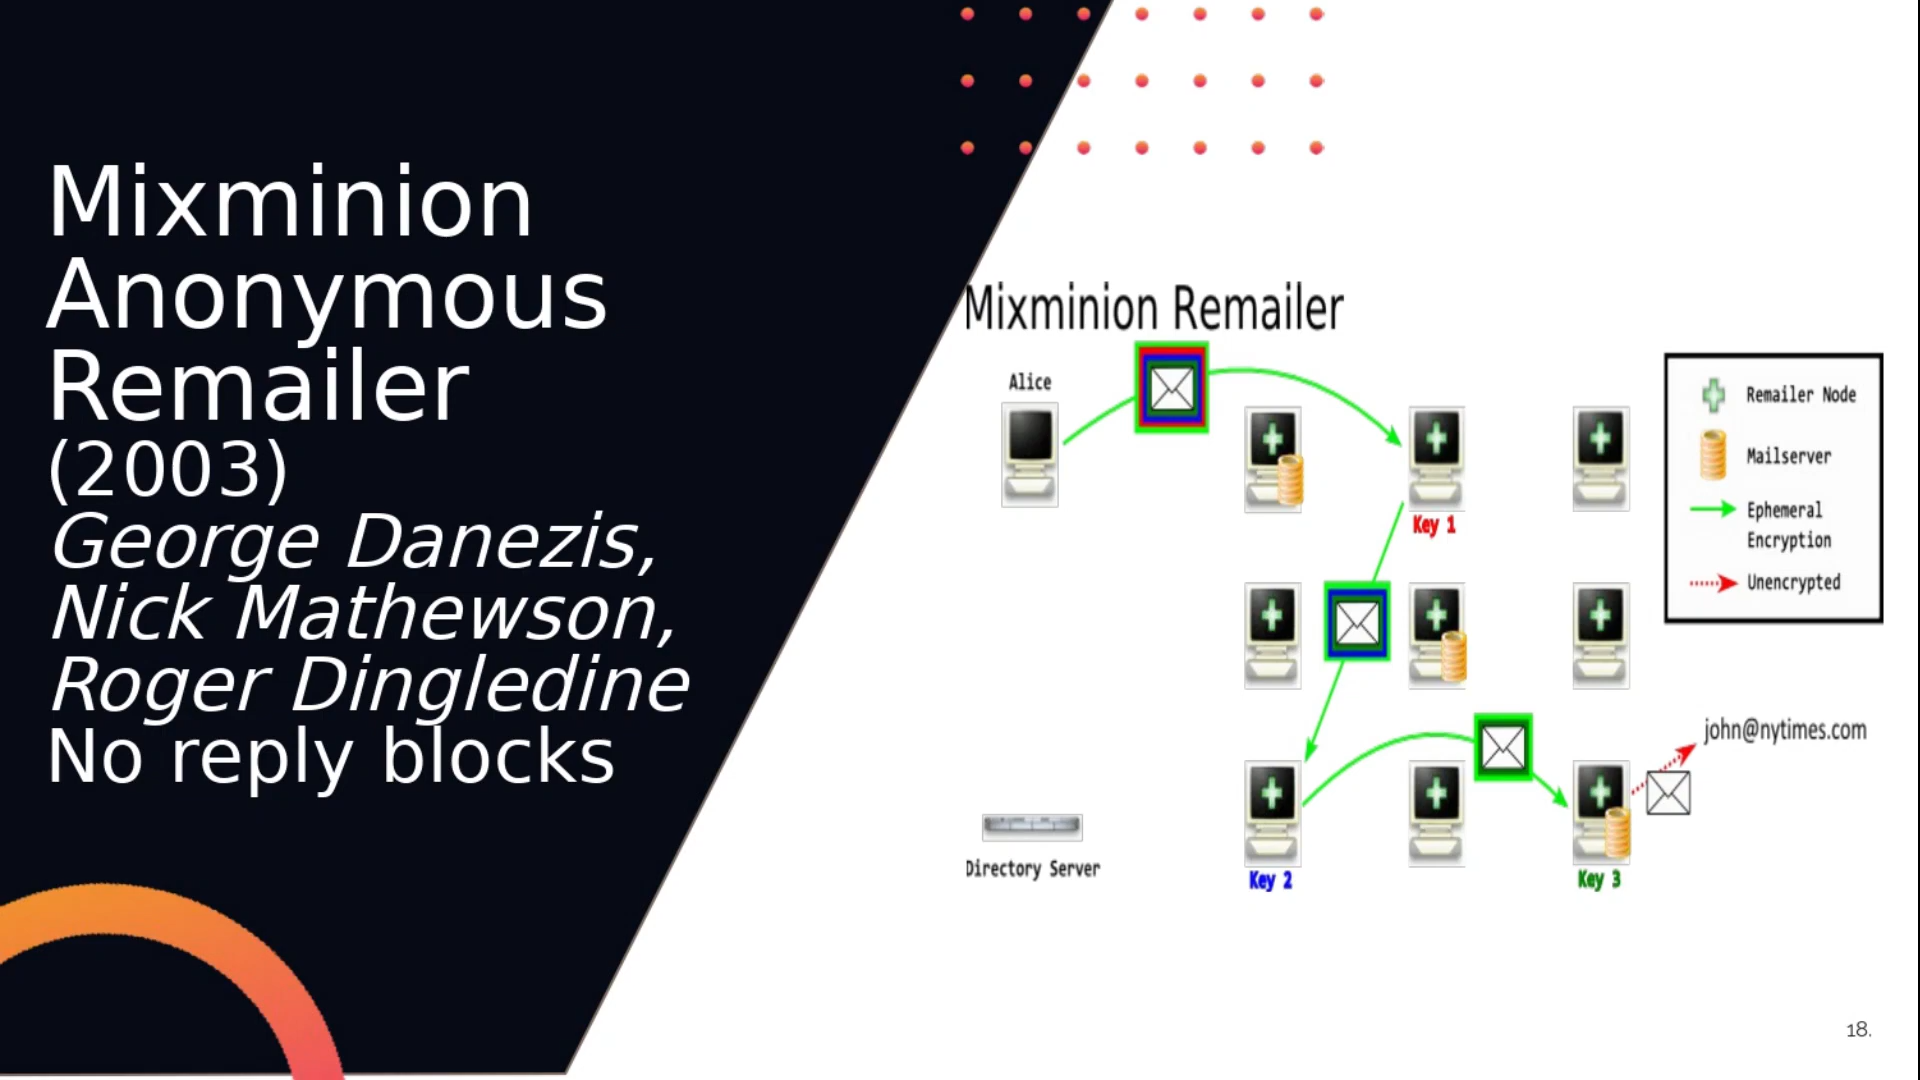 Mixminion
Anonymous
Remailer
(2003)
George Danezis,
Nick Mathewson,
Roger Dingledine
No reply blocks
Mixminion Remailer
Alice
Key 1
Key 2
Key 3
Directory Server
john@nytimes.com
Remailer Node
Mailserver
Ephemeral
Encryption
Unencrypted
18.